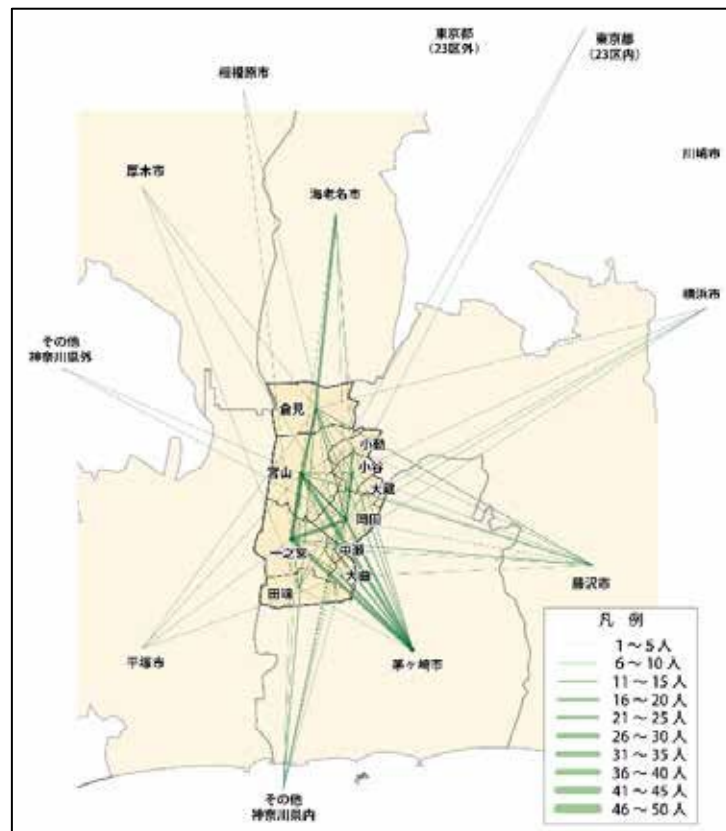 東京都
(23区外)
東京都
(23区内)
相模原市
川崎市
厚木市
海老名市
横浜市
その他
神奈川県外
倉見
小動
小谷
宮山
大蔵
岡田
一之宮
中瀬
大曲
田端
藤沢市
平塚市
茅ヶ崎市
その他
神奈川県内
凡 例
1〜5人
6〜10人
11〜15人
16〜20人
21〜25人
26〜30人
31〜35人
36〜40人
41〜45人
46〜50人